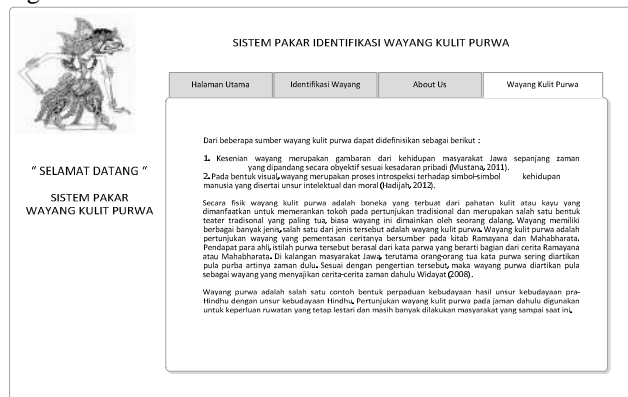 SISTEM PAKAR IDENTIFIKASI WAYANG KULIT PURWA
Halaman Utama
Identifikasi Wayang
About Us
Wayang Kulit Purwa
“ SELAMAT DATANG “
SISTEM PAKAR
WAYANG KULIT PURWA
Dari beberapa sumber wayang kulit purwa dapat didefinisikan sebagai berikut :
1. Kesenian wayang merupakan gambaran dari kehidupan masyarakat Jawa sepanjang zaman
yang dipandang secara obyektif sesuai kesadaran pribadi (Mustana, 2011).
2. Pada bentuk visual, wayang merupakan proses introspeksi terhadap simbol-simbol kehidupan
manusia yang disertai unsur intelektual dan moral (Hadijah, 2012).
Secara fisik wayang kulit purwa adalah boneka yang terbuat dari pahatan kulit atau kayu yang
dimanfaatkan untuk memerankan tokoh pada pertunjukan tradisional dan merupakan salah satu bentuk
teater tradisional yang paling tua, biasa wayang ini dimainkan oleh seorang dalang. Wayang memiliki
berbagai banyak jenis, salah satu dari jenis tersebut adalah wayang kulit purwa. Wayang kulit purwa adalah
pertunjukan wayang yang pementasan ceritanya bersumber pada kitab Ramayana dan Mahabharata.
Pendapat para ahli, istilah purwa tersebut berasal dari kata parwa yang berarti bagian dari cerita Ramayana
atau Mahabharata. Di kalangan masyarakat Jawa, terutama orang-orang tua kata purwa sering diartikan
pula purba artinya zaman dulu. Sesuai dengan pengertian tersebut, maka wayang purwa diartikan pula
sebagai wayang yang menyajikan cerita-cerita zaman dahulu Widayat (2008).
Wayang purwa adalah salah satu contoh bentuk perpaduan kebudayaan hasil unsur kebudayaan pra-
Hindhu dengan unsur kebudayaan Hindhu. Pertunjukan wayang kulit purwa pada jaman dahulu digunakan
untuk keperluan ruwatan yang tetap lestari dan masih banyak dilakukan masyarakat yang sampai saat ini.